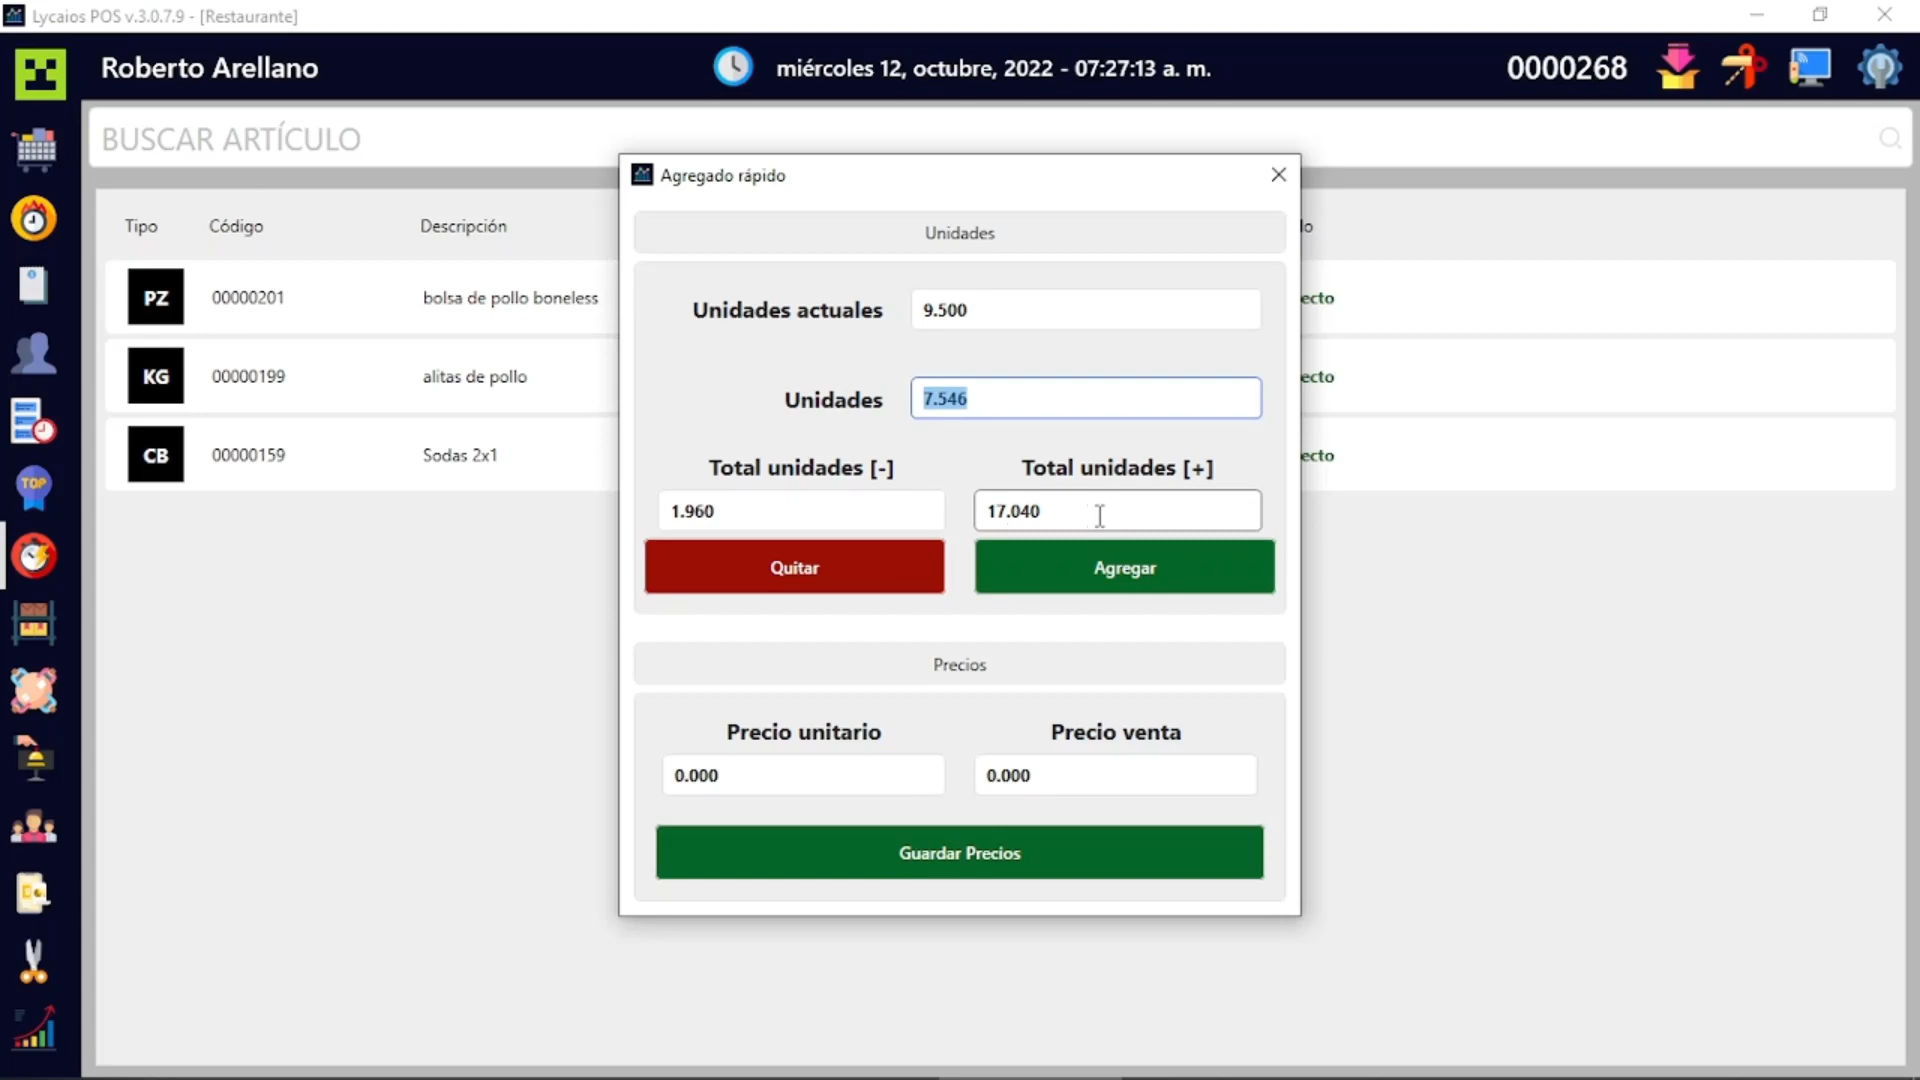 Lycaios POS v.3.0.7.9 - [Restaurante]
Roberto Arellano
miércoles 12, octubre, 2022 - 07:27:13 a. m.
0000268
BUSCAR ARTÍCULO
Agregado rápido
Unidades
Tipo
Código
Descripción
lo
PZ
00000201
bolsa de pollo boneless
ecto
KG
00000199
alitas de pollo
ecto
CB
00000159
Sodas 2x1
ecto
Unidades actuales
9.500
Unidades
7.546
Total unidades [-]
Total unidades [+]
1.960
17.040
Quitar
Agregar
Precios
Precio unitario
Precio venta
0.000
0.000
Guardar Precios
TOP